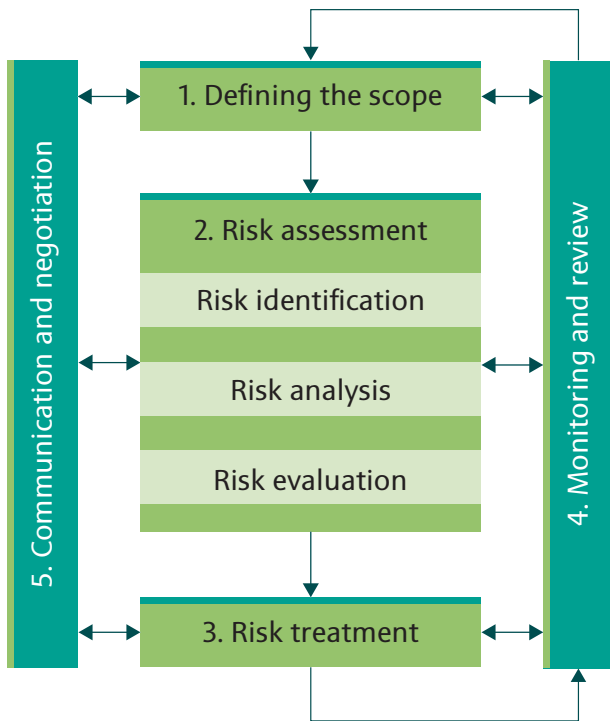 1. Defining the scope
2. Risk assessment
Risk identification
Risk analysis
Risk evaluation
3. Risk treatment
4. Monitoring and review
5. Communication and negotiation